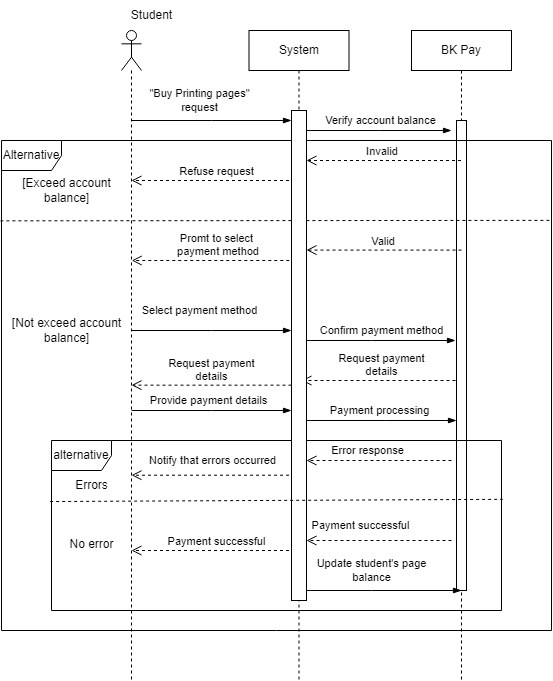 Student
System
BK Pay
"Buy Printing pages"
request
Verify account balance
Alternative
Invalid
Refuse request
[Exceed account
balance]
Promt to select
payment method
Valid
Select payment method
[Not exceed account
balance]
Confirm payment method
Request payment
details
Request payment
details
Provide payment details
Payment processing
alternative
Error response
Notify that errors occurred
Errors
Payment successful
No error
Payment successful
Update student's page
balance